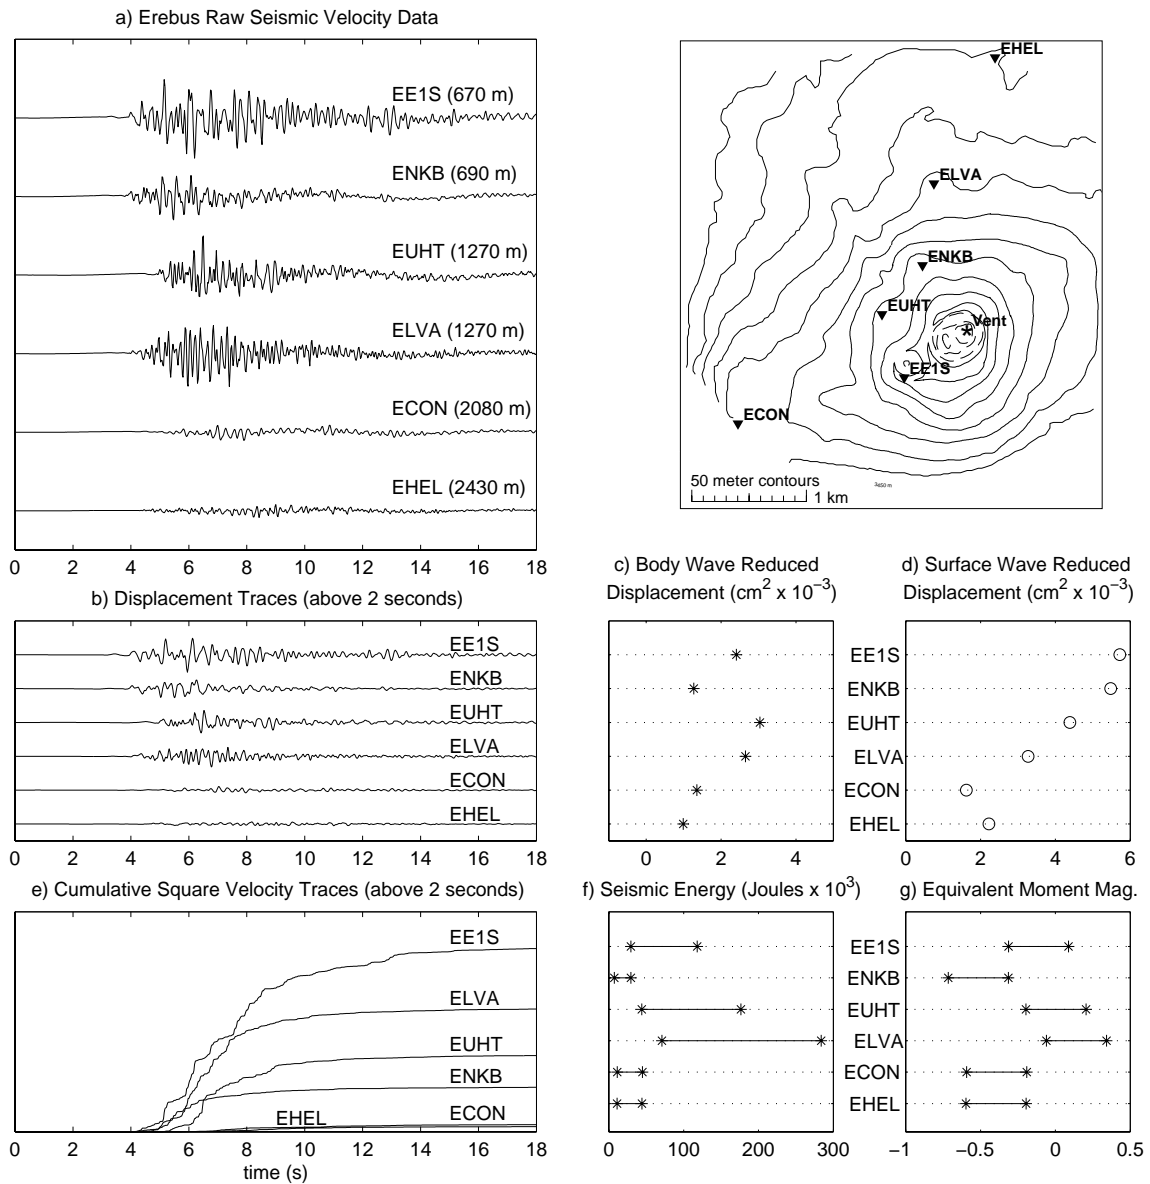 a) Erebus Raw Seismic Velocity Data
EE1S (670 m)
ENKB (690 m)
EUHT (1270 m)
ELVA (1270 m)
ECON (2080 m)
EHEL (2430 m)
0 2 4 6 8 10 12 14 16 18
EHEL
ELVA
ENKB
EUHT
Vent
EE1S
ECON
50 meter contours
1 km
3650 m
b) Displacement Traces (above 2 seconds)
EE1S
ENKB
EUHT
ELVA
ECON
EHEL
0 2 4 6 8 10 12 14 16 18
c) Body Wave Reduced
Displacement (cm² x 10⁻³)
0 2 4
d) Surface Wave Reduced
Displacement (cm² x 10⁻³)
EE1S
ENKB
EUHT
ELVA
ECON
EHEL
0 2 4 6
e) Cumulative Square Velocity Traces (above 2 seconds)
EE1S
ELVA
EUHT
ENKB
EHEL
ECON
0 2 4 6 8 10 12 14 16 18
time (s)
f) Seismic Energy (Joules x 10³)
0 100 200 300
g) Equivalent Moment Mag.
EE1S
ENKB
EUHT
ELVA
ECON
EHEL
−1 −0.5 0 0.5